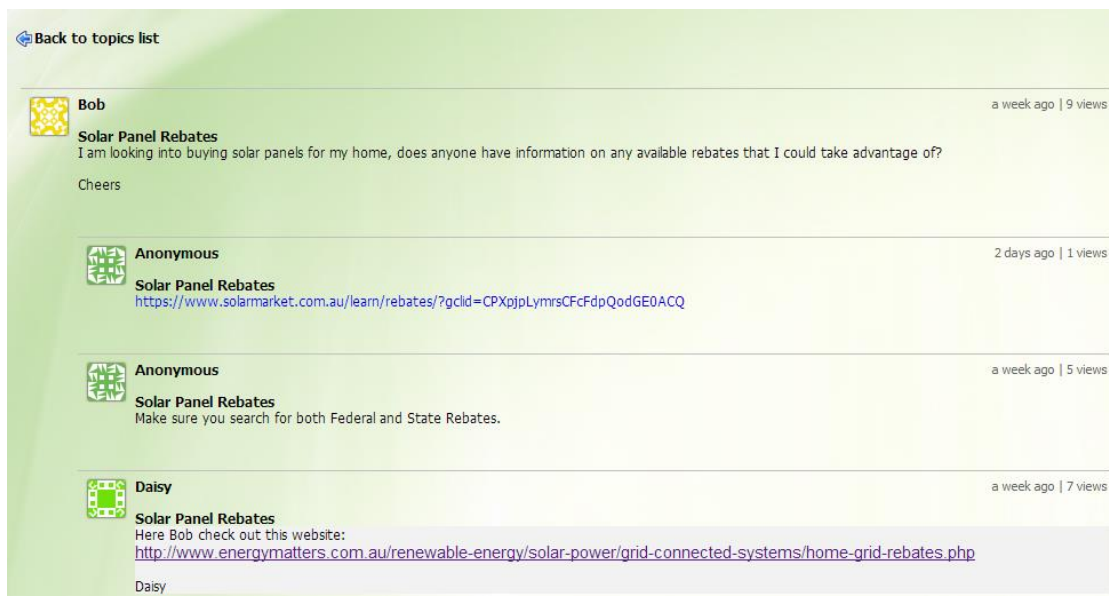 Back to topics list
Bob
a week ago | 9 views
Solar Panel Rebates
I am looking into buying solar panels for my home, does anyone have information on any available rebates that I could take advantage of?
Cheers
Anonymous
2 days ago | 1 views
Solar Panel Rebates
https://www.solarmarket.com.au/learn/rebates/?gclid=CPXpjpLymrsCFcFdpQodGE0ACQ
Anonymous
a week ago | 5 views
Solar Panel Rebates
Make sure you search for both Federal and State Rebates.
Daisy
a week ago | 7 views
Solar Panel Rebates
Here Bob check out this website:
http://www.energymatters.com.au/renewable-energy/solar-power/grid-connected-systems/home-grid-rebates.php
Daisy